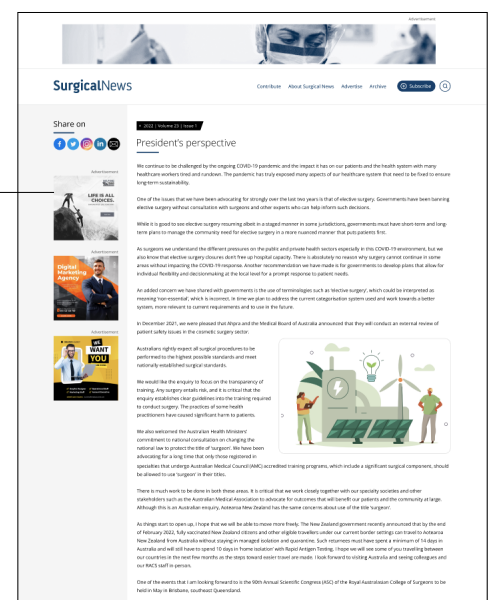 Advertisement
SurgicalNews
Contribute About Surgical News Advertise Archive Subscribe
Share on
2022 | Volume 23 | Issue 1
President's perspective
We continue to be challenged by the ongoing COVID-19 pandemic and the impact it has on our patients and the health system with many
healthcare workers tired and rundown. The pandemic has truly exposed many aspects of our healthcare system that need to be fixed to ensure
long-term sustainability.
One of the issues that we have been advocating for strongly over the last two years is that of elective surgery. Governments have been banning
elective surgery without consultation with surgeons and other experts who can help inform such decisions.
While it is good to see elective surgery resuming albeit in a staged manner in some jurisdictions, governments must have short-term and long-
term plans to manage the community need for elective surgery in a more nuanced manner that puts patients first.
As surgeons we understand the different pressures on the public and private health sectors especially in this COVID-19 environment, but we
also know that elective surgery closures don't free up hospital capacity. There is absolutely no reason why surgery cannot continue in some
areas without impacting the COVID-19 response. Another recommendation we have made is for governments to develop plans that allow for
individual flexibility and decisionmaking at the local level for a prompt response to patient needs.
An added concern we have shared with governments is the use of terminologies such as 'elective surgery', which could be interpreted as
meaning 'non-essential', which is incorrect. In time we plan to address the current categorisation system used and work towards a better
system, more relevant to current requirements and to use in the future.
In December 2021, we were pleased that Ahpra and the Medical Board of Australia announced that they will conduct an external review of
patient safety issues in the cosmetic surgery sector.
Australians rightly expect all surgical procedures to be
performed to the highest possible standards and meet
nationally-established surgical standards.
We would like the enquiry to focus on the transparency of
training. Any surgery entails risk, and it is critical that the
enquiry establishes clear guidelines into the training required
to conduct surgery. The practices of some health
practitioners have caused significant harm to patients.
We also welcomed the Australian Health Ministers'
commitment to national consultation on changing the
national law to protect the title of 'surgeon'. We have been
advocating for a long time that only those registered in
specialties that undergo Australian Medical Council (AMC) accredited training programs, which include a significant surgical component, should
be allowed to use 'surgeon' in their titles.
There is much work to be done in both these areas. It is critical that we work closely together with our specialty societies and other
stakeholders such as the Australian Medical Association to advocate for outcomes that will benefit our patients and the community at large.
Although this is an Australian enquiry, Aotearoa New Zealand has the same concerns about use of the title 'surgeon'.
As things start to open up, I hope that we will be able to move more freely. The New Zealand government recently announced that by the end
of February 2022, fully vaccinated New Zealand citizens and other eligible travellers under our current border settings can travel to Aotearoa
New Zealand from Australia without staying in managed isolation and quarantine. Such returnees must have spent a minimum of 14 days in
Australia and will still have to spend 10 days in 'home isolation' with Rapid Antigen Testing. I hope we will see some of you travelling between
our countries in the next few months as the steps toward easier travel are made. I look forward to visiting Australia and seeing colleagues and
our RACS staff in person.
One of the events that I am looking forward to is the 90th Annual Scientific Congress (ASC) of the Royal Australasian College of Surgeons to be
held in May in Brisbane, southeast Queensland.
Advertisement
LIFE IS ALL
CHOICES.
Advertisement
Digital
Marketing
Agency
Advertisement
WE
WANT
YOU